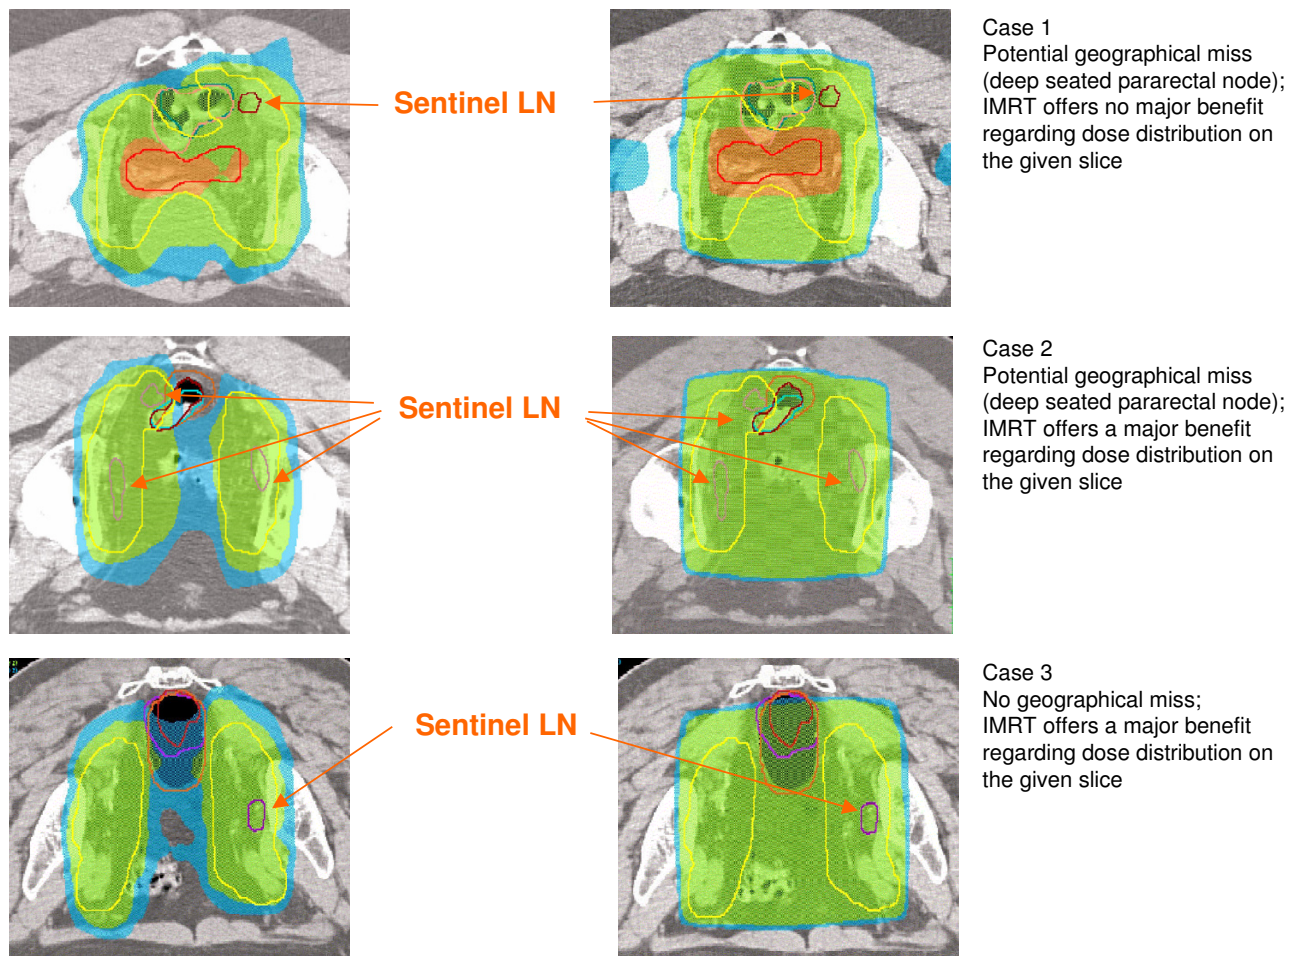 Case 1
Potential geographical miss
(deep seated pararectal node);
IMRT offers no major benefit
regarding dose distribution on
the given slice
Sentinel LN
Case 2
Potential geographical miss
(deep seated pararectal node);
IMRT offers a major benefit
regarding dose distribution on
the given slice
Sentinel LN
Case 3
No geographical miss;
IMRT offers a major benefit
regarding dose distribution on
the given slice
Sentinel LN